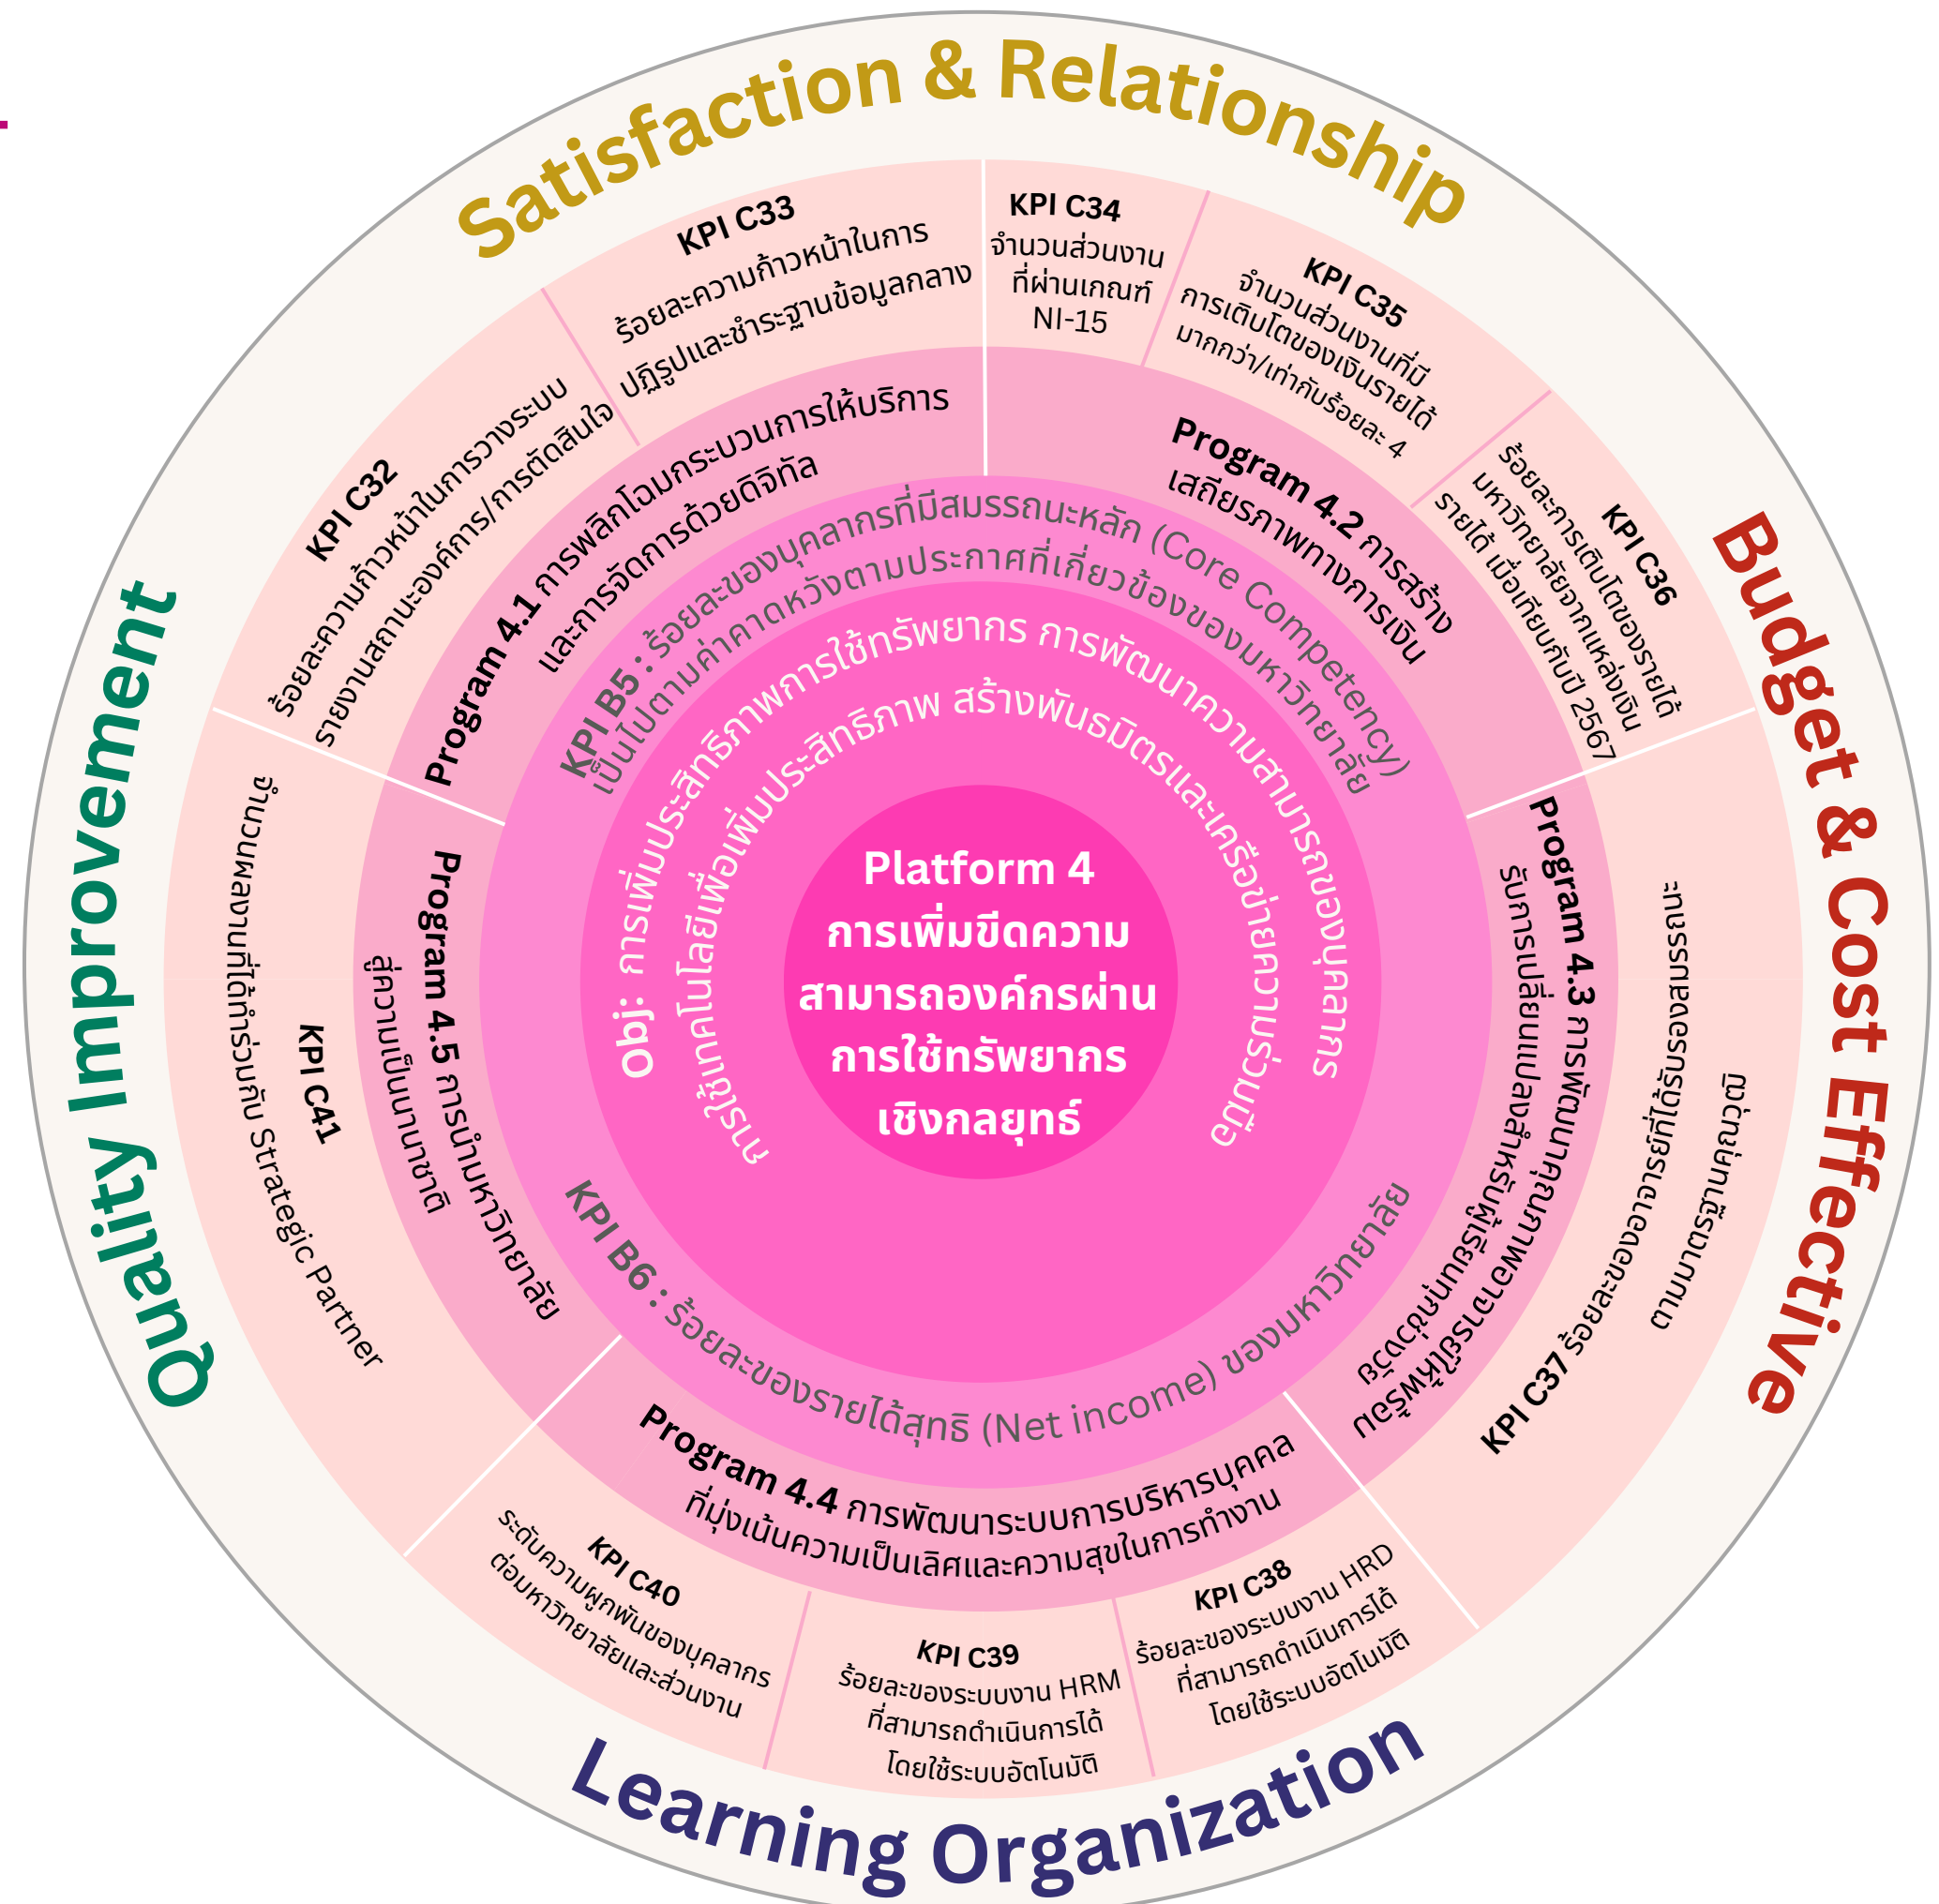 Satisfaction & Relationship
Budget & Cost Effective
Learning Organization
Quality Improvement
KPI C32
ร้อยละความก้าวหน้าในการวางระบบ
รายงานสถานะองค์การ/การตัดสินใจ
KPI C33
ร้อยละความก้าวหน้าในการ
ปฏิรูปและชำระฐานข้อมูลกลาง
KPI C34
จำนวนส่วนงาน
ที่ผ่านเกณฑ์
NI-15
KPI C35
จำนวนส่วนงานที่มี
การเติบโตของเงินรายได้
มากกว่า/เท่ากับร้อยละ 4
KPI C36
ร้อยละการเติบโตของรายได้
มหาวิทยาลัยจากแหล่งเงิน
รายได้ เมื่อเทียบกับปี 2567
KPI C37 ร้อยละของอาจารย์ที่ได้รับรองสมรรถนะ
ตามมาตรฐานคุณวุฒิ
KPI C38
ร้อยละของระบบงาน HRD
ที่สามารถดำเนินการได้
โดยใช้ระบบอัตโนมัติ
KPI C39
ร้อยละของระบบงาน HRM
ที่สามารถดำเนินการได้
โดยใช้ระบบอัตโนมัติ
KPI C40
ระดับความผูกพันของบุคลากร
ต่อมหาวิทยาลัยและส่วนงาน
KPI C41
จำนวนผลงานที่ได้ทำร่วมกับ Strategic Partner
Program 4.1 การพลิกโฉมกระบวนการให้บริการ
และการจัดการด้วยดิจิทัล
Program 4.2 การสร้าง
เสถียรภาพทางการเงิน
Program 4.3 การพัฒนาคุณภาพอาจารย์ให้พร้อม
รับการเปลี่ยนแปลงสำหรับผู้เรียนทุกช่วงวัย
Program 4.4 การพัฒนาระบบการบริหารบุคคล
ที่มุ่งเน้นความเป็นเลิศและความสุขในการทำงาน
Program 4.5 การนำมหาวิทยาลัย
สู่ความเป็นนานาชาติ
KPI B5 : ร้อยละของบุคลากรที่มีสมรรถนะหลัก (Core Competency)
เป็นไปตามค่าคาดหวังตามประกาศที่เกี่ยวข้องของมหาวิทยาลัย
KPI B6 : ร้อยละของรายได้สุทธิ (Net income) ของมหาวิทยาลัย
Obj: การเพิ่มประสิทธิภาพการใช้ทรัพยากร การพัฒนาความสามารถของบุคลากร
การใช้เทคโนโลยีเพื่อเพิ่มประสิทธิภาพ สร้างพันธมิตรและเครือข่ายความร่วมมือ
Platform 4
การเพิ่มขีดความ
สามารถองค์กรผ่าน
การใช้ทรัพยากร
เชิงกลยุทธ์